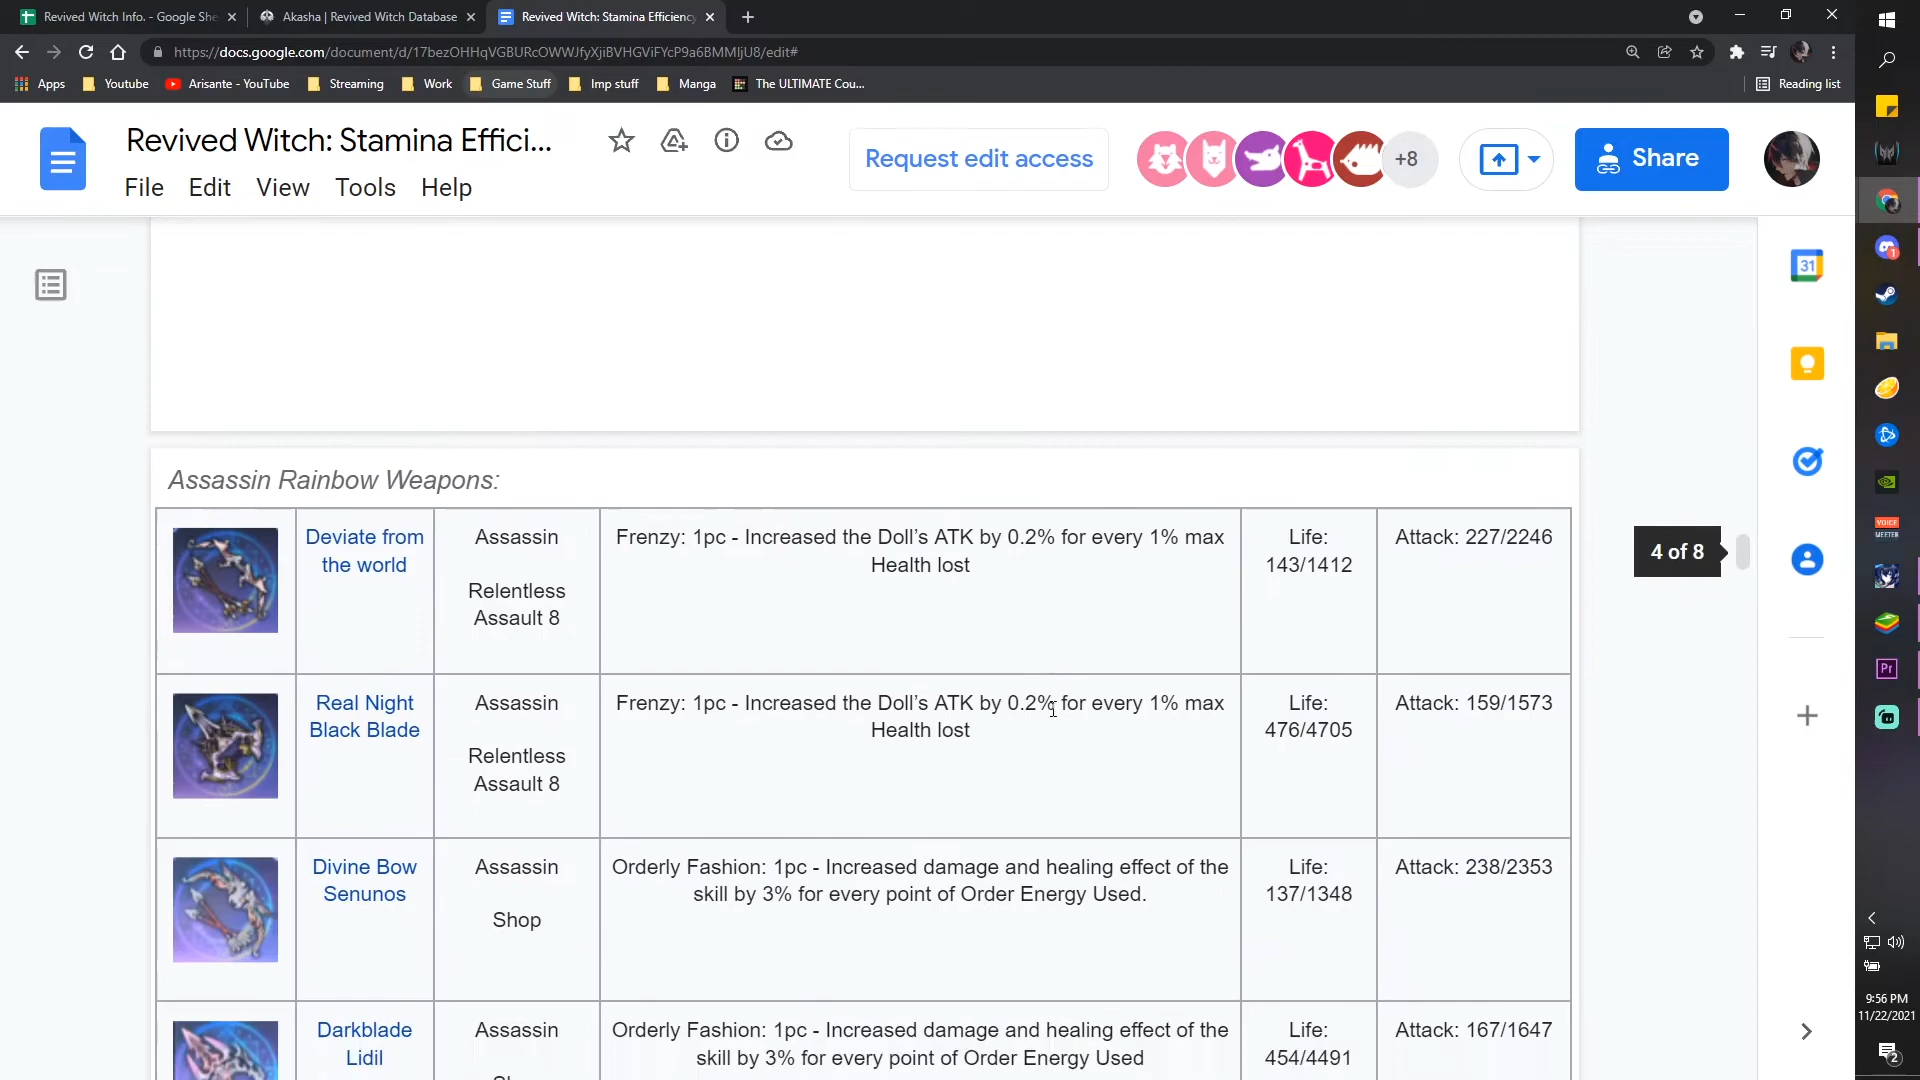 Revived Witch Info. - Google She
Akasha | Revived Witch Database
Revived Witch: Stamina Efficiency
https://docs.google.com/document/d/17bezOHHqVGBURcOWWJfyXjiBVHGViFYcP9a6BMMIjU8/edit#
Apps
Youtube
Arisante - YouTube
Streaming
Work
Game Stuff
Imp stuff
Manga
The ULTIMATE Cou...
Reading list
Revived Witch: Stamina Effici...
Request edit access
+8
Share
File Edit View Tools Help
31
Assassin Rainbow Weapons:
Deviate from
the world
Assassin
Relentless
Assault 8
Frenzy: 1pc - Increased the Doll's ATK by 0.2% for every 1% max
Health lost
Life:
143/1412
Attack: 227/2246
4 of 8
Real Night
Black Blade
Assassin
Relentless
Assault 8
Frenzy: 1pc - Increased the Doll's ATK by 0.2% for every 1% max
Health lost
Life:
476/4705
Attack: 159/1573
Divine Bow
Senunos
Assassin
Shop
Orderly Fashion: 1pc - Increased damage and healing effect of the
skill by 3% for every point of Order Energy Used.
Life:
137/1348
Attack: 238/2353
Darkblade
Lidil
Assassin
Orderly Fashion: 1pc - Increased damage and healing effect of the
skill by 3% for every point of Order Energy Used
Life:
454/4491
Attack: 167/1647
1
VOICE
MEETER
Pr
9:56 PM
11/22/2021
2